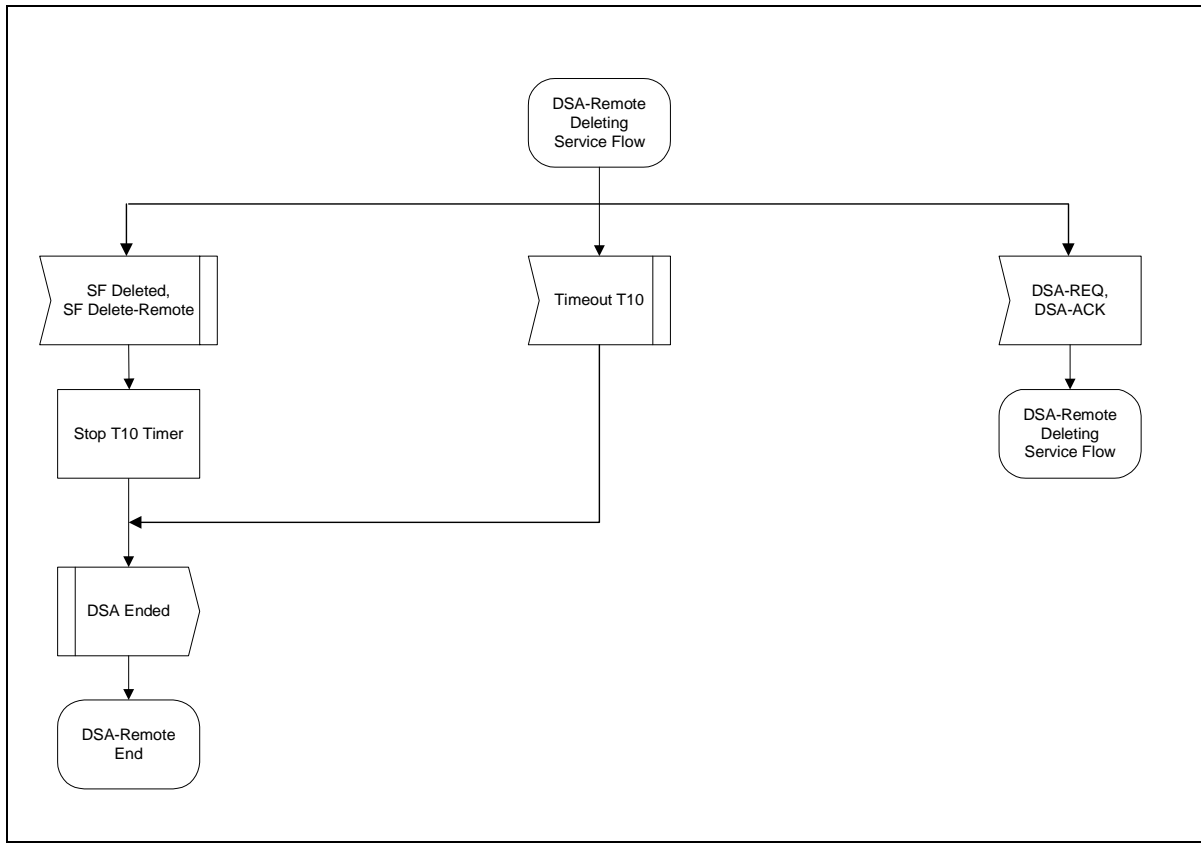 DSA-Remote
Deleting
Service Flow
SF Deleted,
SF Delete-Remote
Timeout T10
DSA-REQ,
DSA-ACK
Stop T10 Timer
DSA-Remote
Deleting
Service Flow
DSA Ended
DSA-Remote
End